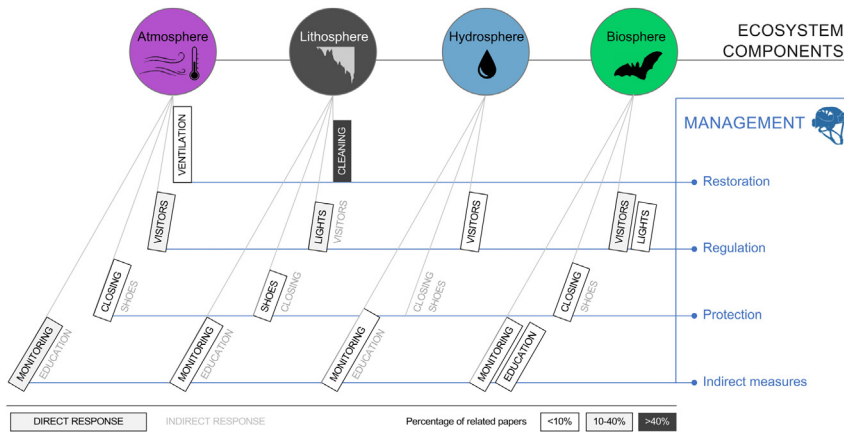 Atmosphere
Lithosphere
Hydrosphere
Biosphere
ECOSYSTEM
COMPONENTS
MANAGEMENT
VENTILATION
CLEANING
Restoration
VISITORS
LIGHTS
VISITORS
VISITORS
VISITORS
LIGHTS
Regulation
CLOSING
SHOES
SHOES
CLOSING
CLOSING
SHOES
CLOSING
SHOES
Protection
MONITORING
EDUCATION
MONITORING
EDUCATION
MONITORING
EDUCATION
MONITORING
EDUCATION
Indirect measures
DIRECT RESPONSE
INDIRECT RESPONSE
Percentage of related papers
<10%
10-40%
>40%